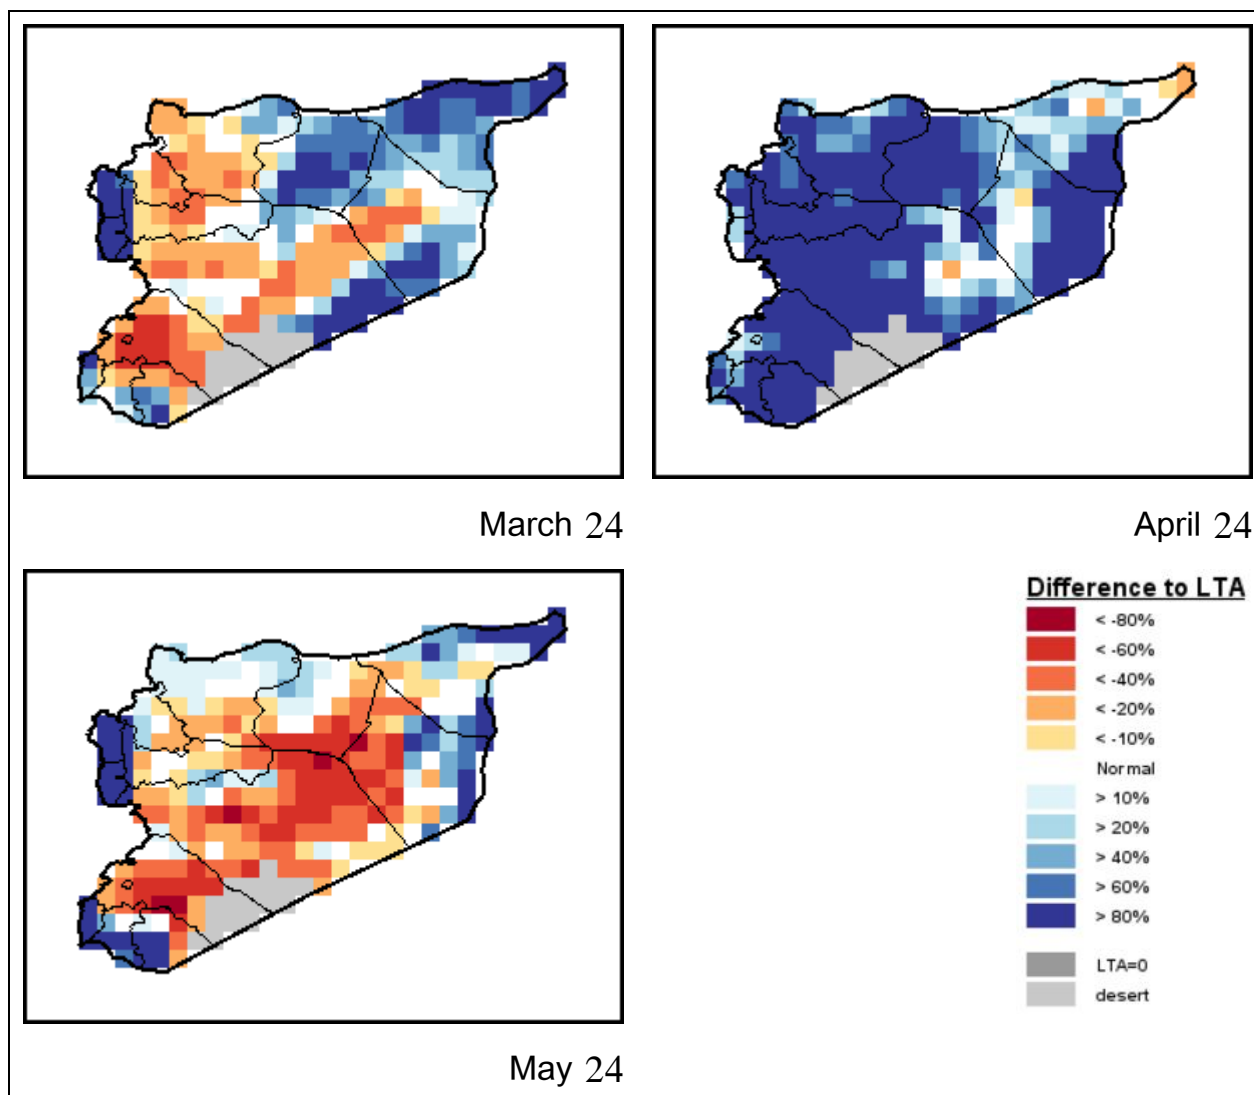 March 24
April 24
Difference to LTA
< -80%
< -60%
< -40%
< -20%
< -10%
Normal
> 10%
> 20%
> 40%
> 60%
> 80%
LTA=0
desert
May 24